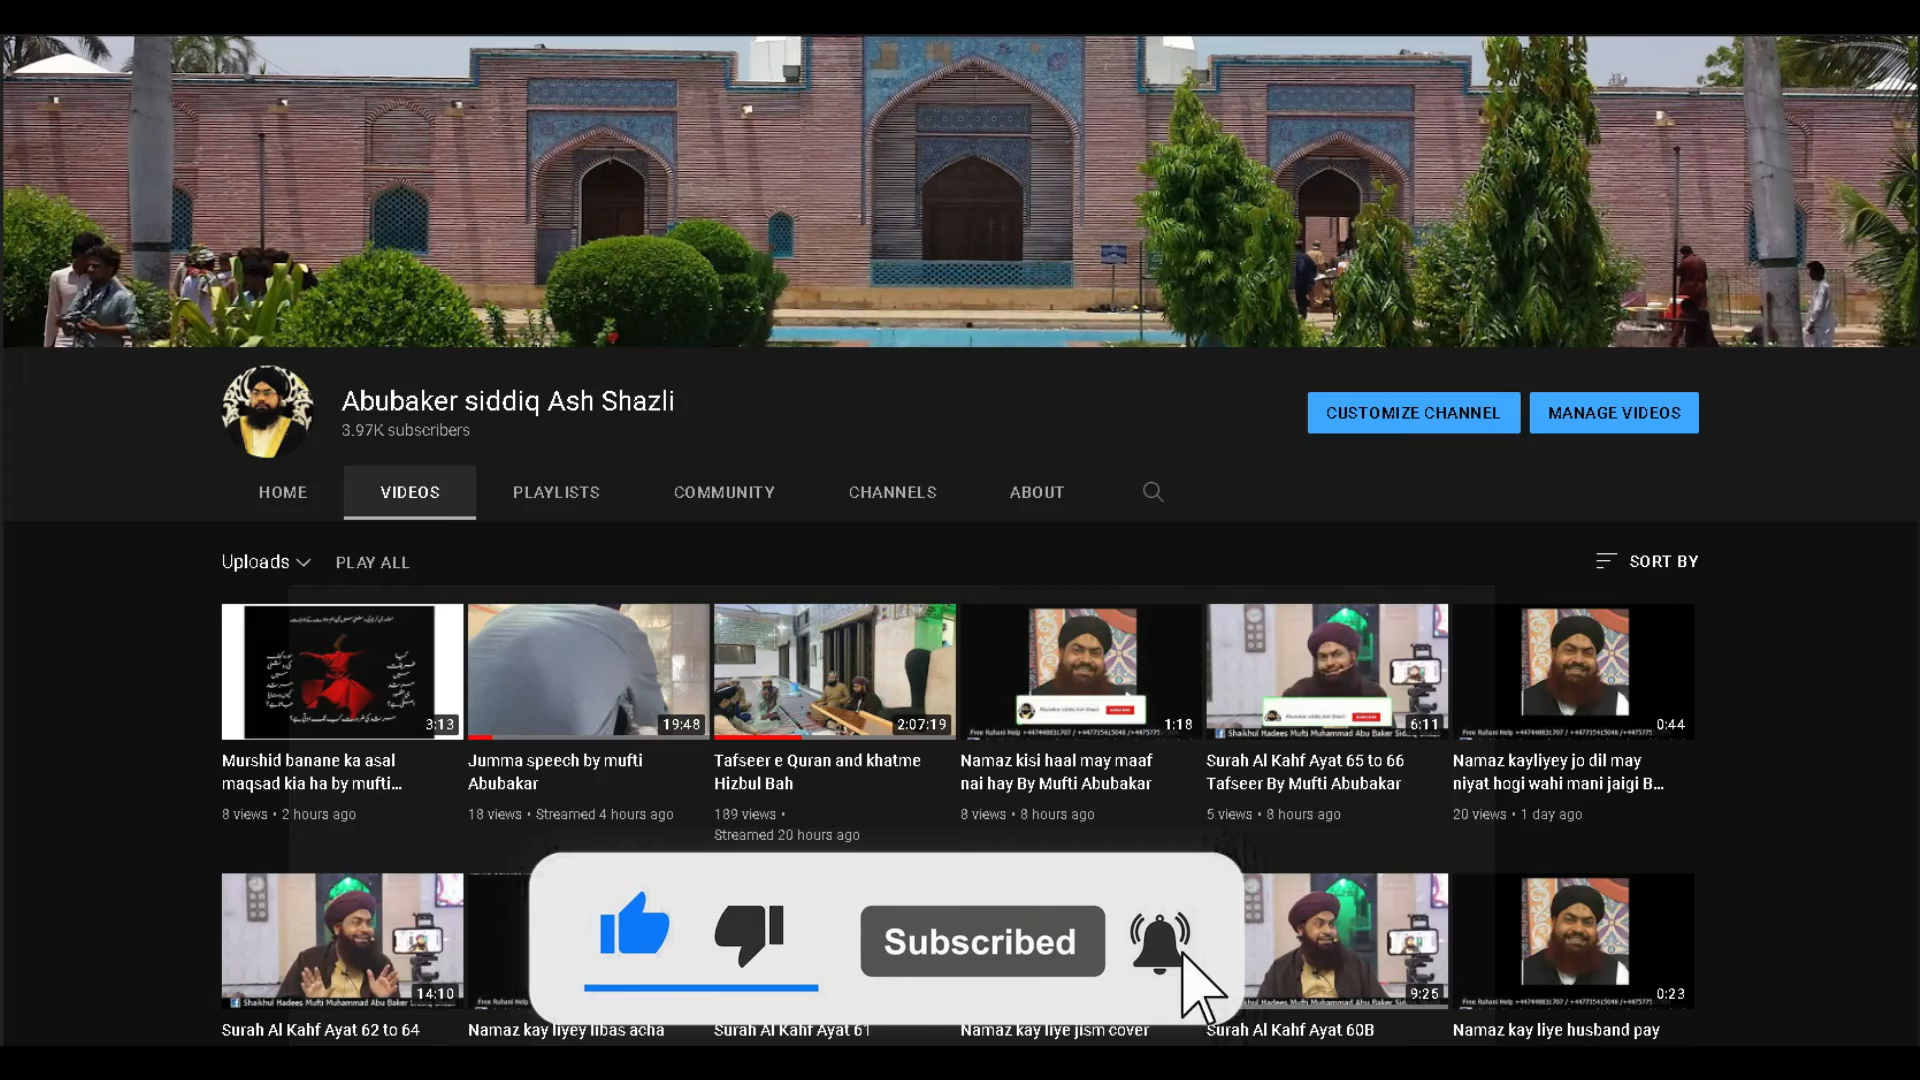 Abubaker siddiq Ash Shazli
3.97K subscribers
CUSTOMIZE CHANNEL
MANAGE VIDEOS
HOME
VIDEOS
PLAYLISTS
COMMUNITY
CHANNELS
ABOUT
Uploads
PLAY ALL
SORT BY
3:13
19:48
2:07:19
1:18
6:11
0:44
Murshid banane ka asal
maqsad kia ha by mufti...
8 views • 2 hours ago
Jumma speech by mufti
Abubakar
18 views • Streamed 4 hours ago
Tafseer e Quran and khatme
Hizbul Bah
189 views •
Streamed 20 hours ago
Namaz kisi haal may maaf
nai hay By Mufti Abubakar
8 views • 8 hours ago
Surah Al Kahf Ayat 65 to 66
Tafseer By Mufti Abubakar
5 views • 8 hours ago
Namaz kayliyey jo dil may
niyat hogi wahi mani jaigi B...
20 views • 1 day ago
Shaikhul Hadees Mufti Muhammad Abu Baker
14:10
Subscribed
9:25
0:23
Surah Al Kahf Ayat 62 to 64
Namaz kay liyey libas acha
Surah Al Kahf Ayat 61
Namaz kay liye jism cover
Surah Al Kahf Ayat 60B
Namaz kay liye husband pay